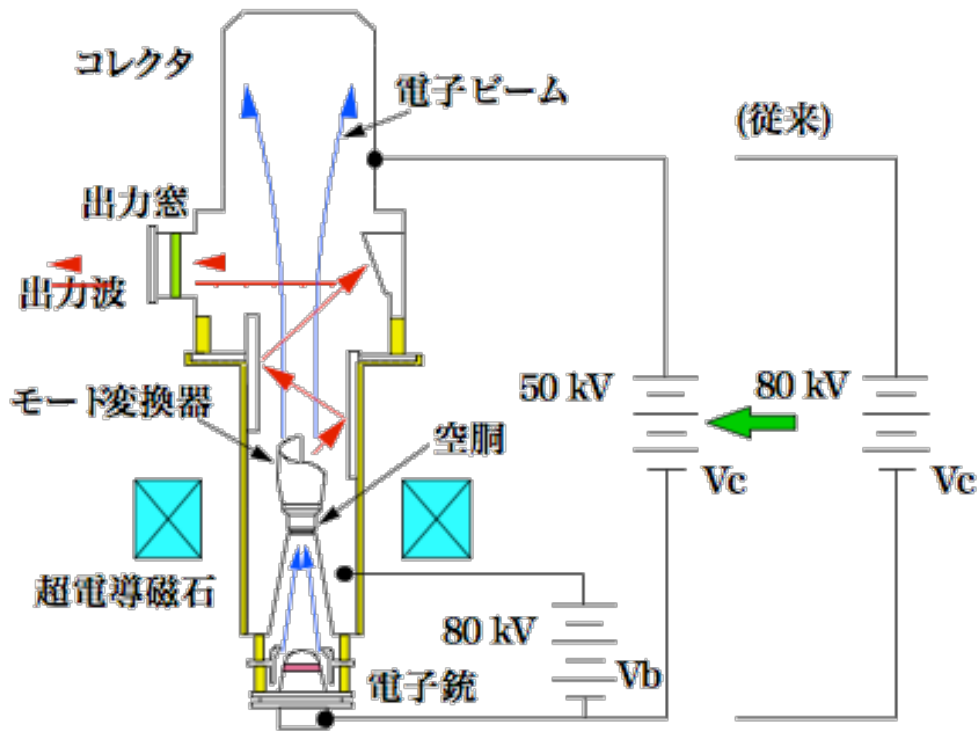 コレクタ
電子ビーム
(従来)
出力窓
出力波
50 kV
80 kV
モード変換器
空胴
Vc
Vc
超電導磁石
80 kV
Vb
電子銃